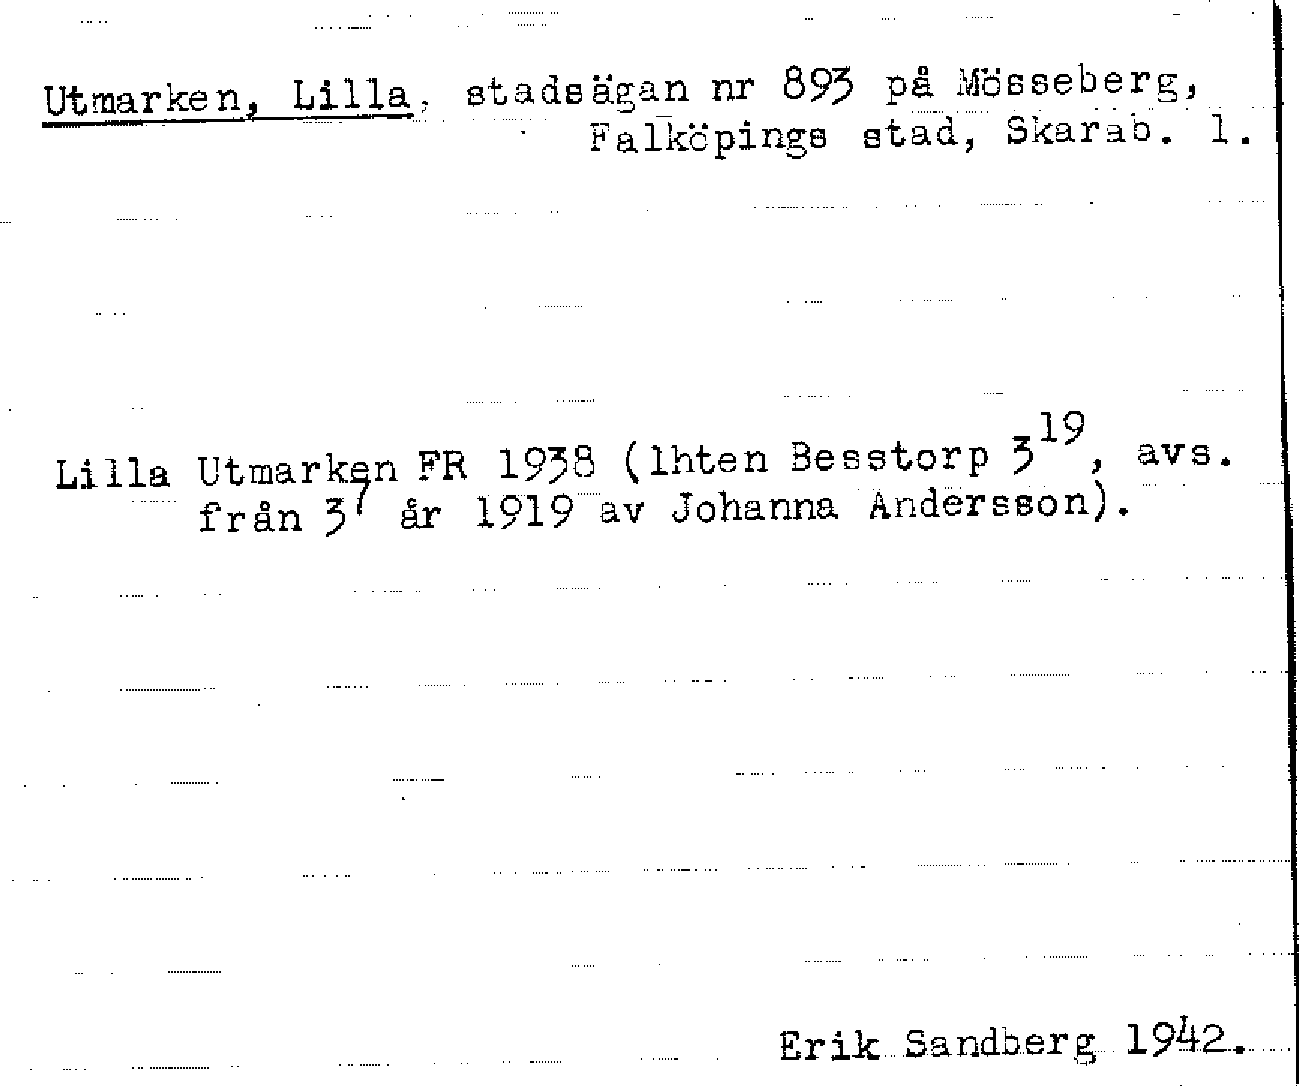 Utmarken, Lilla, stadsägan nr 893 på Mösseberg,
Falköpings stad, Skarab. l.
Lilla Utmarken FR 1938 (lhten Besstorp 3¹⁹, avs.
från 3⁷ år 1919 av Johanna Andersson).
Erik Sandberg 1942.